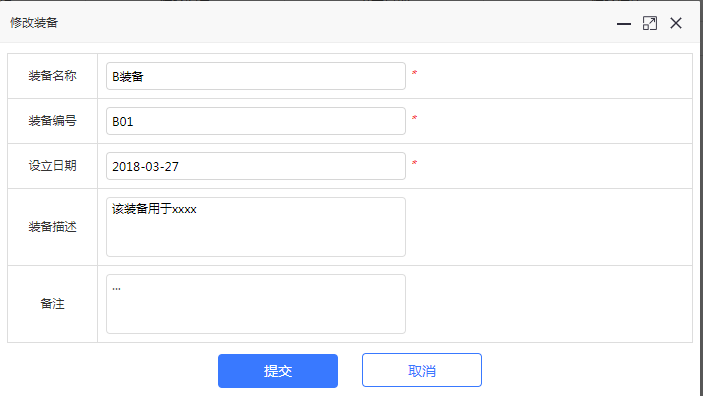 修改装备
装备名称 B装备 *
装备编号 B01 *
设立日期 2018-03-27 *
装备描述 该装备用于xxxx
备注 ...
提交 取消